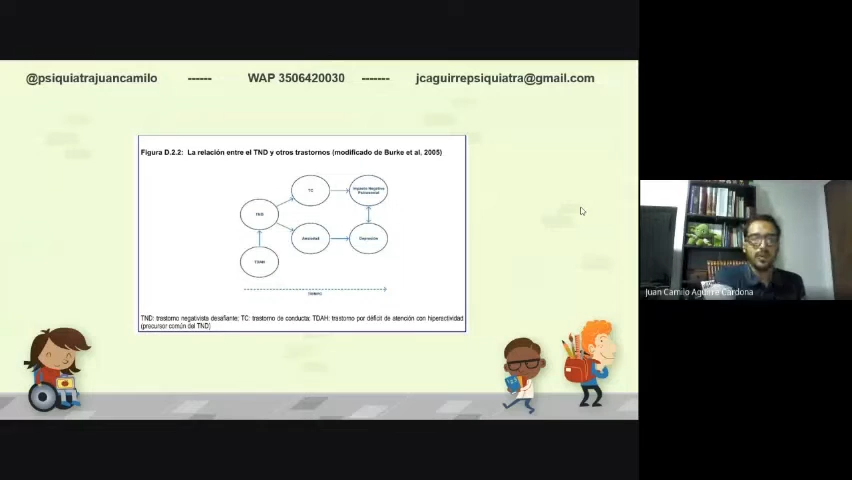 @psiquiatrajuancamilo ------ WAP 3506420030 ------- jcaguirrepsiquiatra@gmail.com
Figura D.2.2: La relación entre el TND y otros trastornos (modificado de Burke et al, 2005)
TC
Impacto Negativo
Psicosocial
TND
Ansiedad
Depresión
TDAH
TND: trastorno negativista desafiante; TC: trastorno de conducta; TDAH: trastorno por déficit de atención con hiperactividad
(precursor común del TND)
Juan Camilo Aguirre Cardona